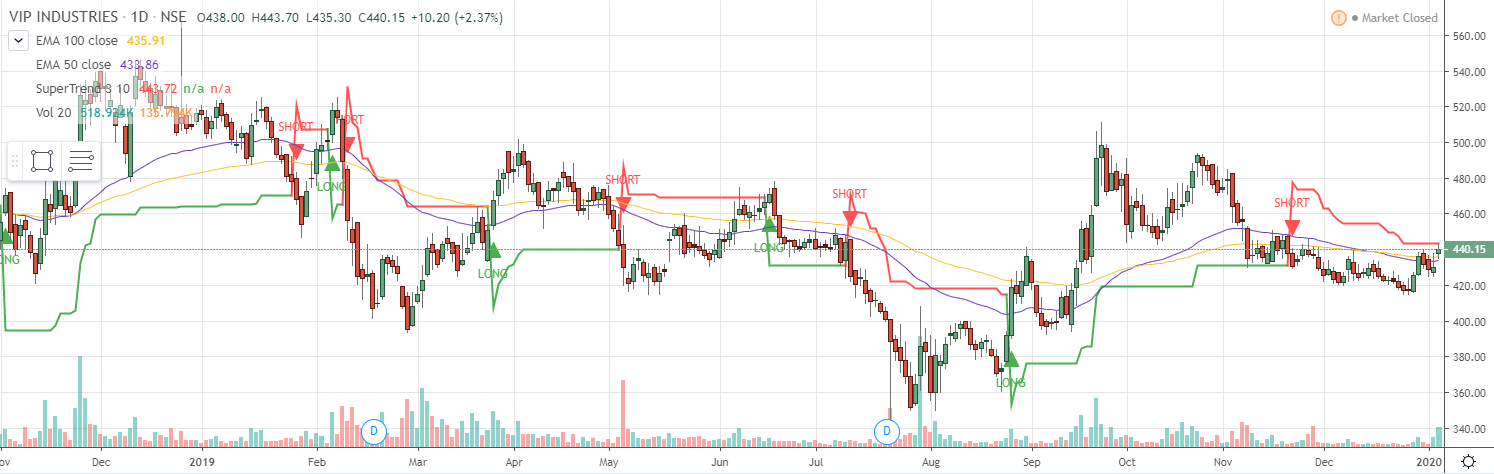 VIP INDUSTRIES · 1D · NSE O438.00 H443.70 L435.30 C440.15 +10.20 (+2.37%)
! Market Closed
EMA 100 close 435.91
EMA 50 close 433.86
SuperTrend 3 10 443.72 n/a n/a
Vol 20 518.924K
560.00
540.00
520.00
500.00
480.00
460.00
440.15
420.00
400.00
380.00
360.00
340.00
SHORT
LONG
SHORT
LONG
SHORT
LONG
SHORT
LONG
SHORT
D
D
Dec 2019 Feb Mar Apr May Jun Jul Aug Sep Oct Nov Dec 2020